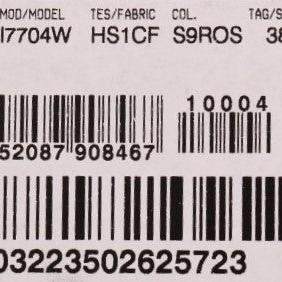 MOD/MODEL TES/FABRIC COL. TAG/S
I7704W HS1CF S9ROS 38
10004
52087 908467
03223502625723